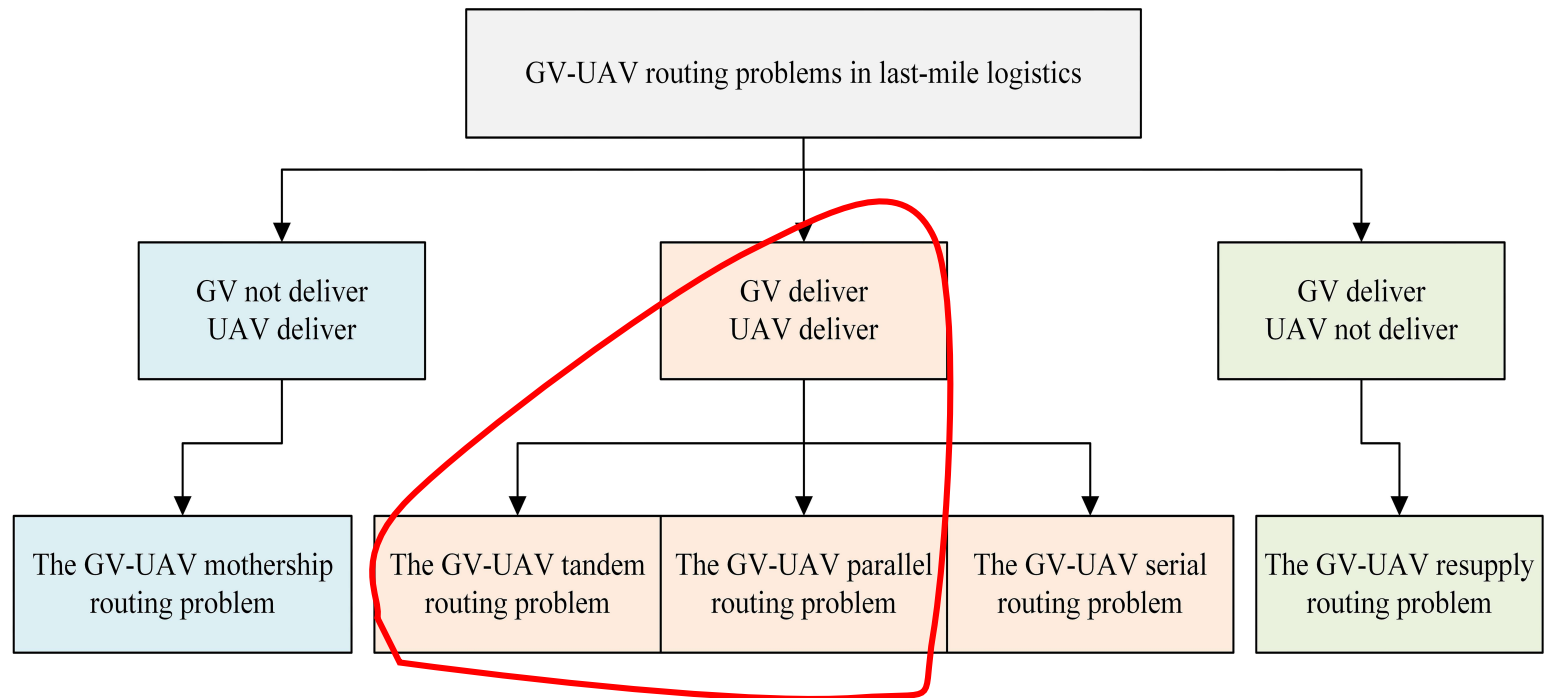 GV-UAV routing problems in last-mile logistics
GV not deliver
UAV deliver
GV deliver
UAV deliver
GV deliver
UAV not deliver
The GV-UAV mothership
routing problem
The GV-UAV tandem
routing problem
The GV-UAV parallel
routing problem
The GV-UAV serial
routing problem
The GV-UAV resupply
routing problem